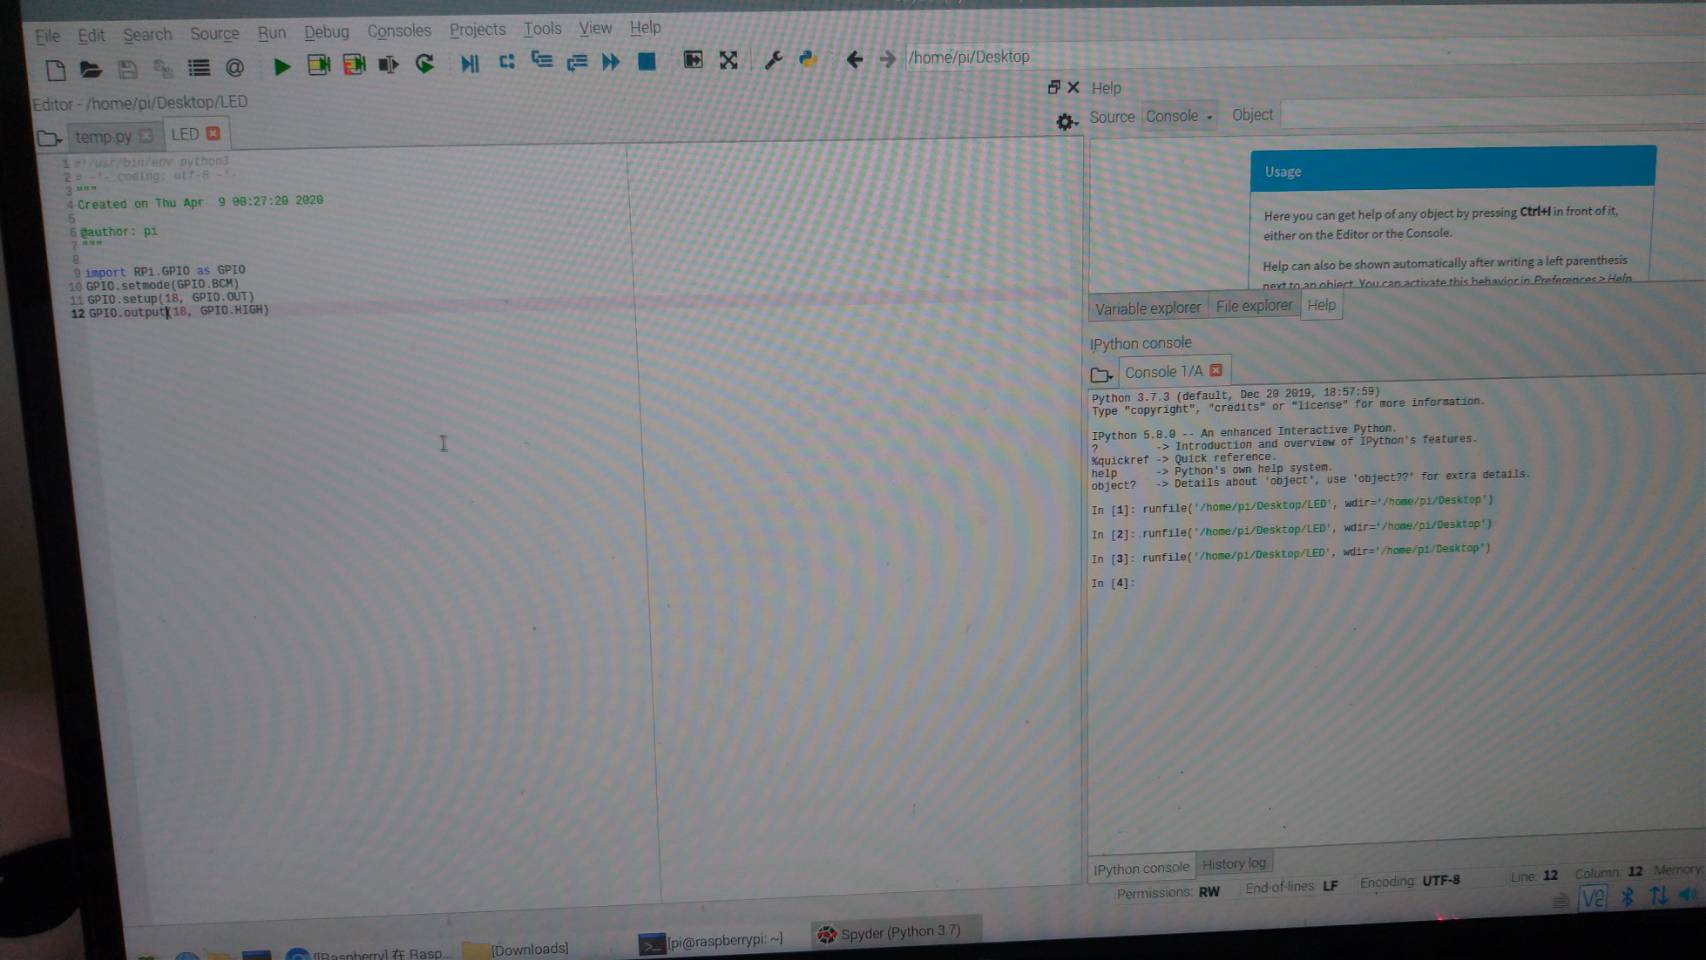 File Edit Search Source Run Debug Consoles Projects Tools View Help
/home/pi/Desktop
Editor - /home/pi/Desktop/LED
temp.py LED
1 #!/usr/bin/env python3
2 # -*- coding: utf-8 -*-
3 """
4 Created on Thu Apr  9 00:27:20 2020
5
6 @author: pi
7 """
8
9 import RPi.GPIO as GPIO
10 GPIO.setmode(GPIO.BCM)
11 GPIO.setup(18, GPIO.OUT)
12 GPIO.output(18, GPIO.HIGH)
Help
Source Console Object
Usage
Here you can get help of any object by pressing Ctrl+I in front of it,
either on the Editor or the Console.
Help can also be shown automatically after writing a left parenthesis
next to an object. You can activate this behavior in Preferences > Help.
Variable explorer File explorer Help
IPython console
Console 1/A
Python 3.7.3 (default, Dec 20 2019, 18:57:59)
Type "copyright", "credits" or "license" for more information.
IPython 5.8.0 -- An enhanced Interactive Python.
? -> Introduction and overview of IPython's features.
%quickref -> Quick reference.
help -> Python's own help system.
object? -> Details about 'object', use 'object??' for extra details.
In [1]: runfile('/home/pi/Desktop/LED', wdir='/home/pi/Desktop')
In [2]: runfile('/home/pi/Desktop/LED', wdir='/home/pi/Desktop')
In [3]: runfile('/home/pi/Desktop/LED', wdir='/home/pi/Desktop')
In [4]:
IPython console History log
Permissions: RW End-of-lines: LF Encoding: UTF-8 Line: 12 Column: 12 Memory:
[[Raspberry] 在 Rasp... [Downloads] [pi@raspberrypi: ~] Spyder (Python 3.7)